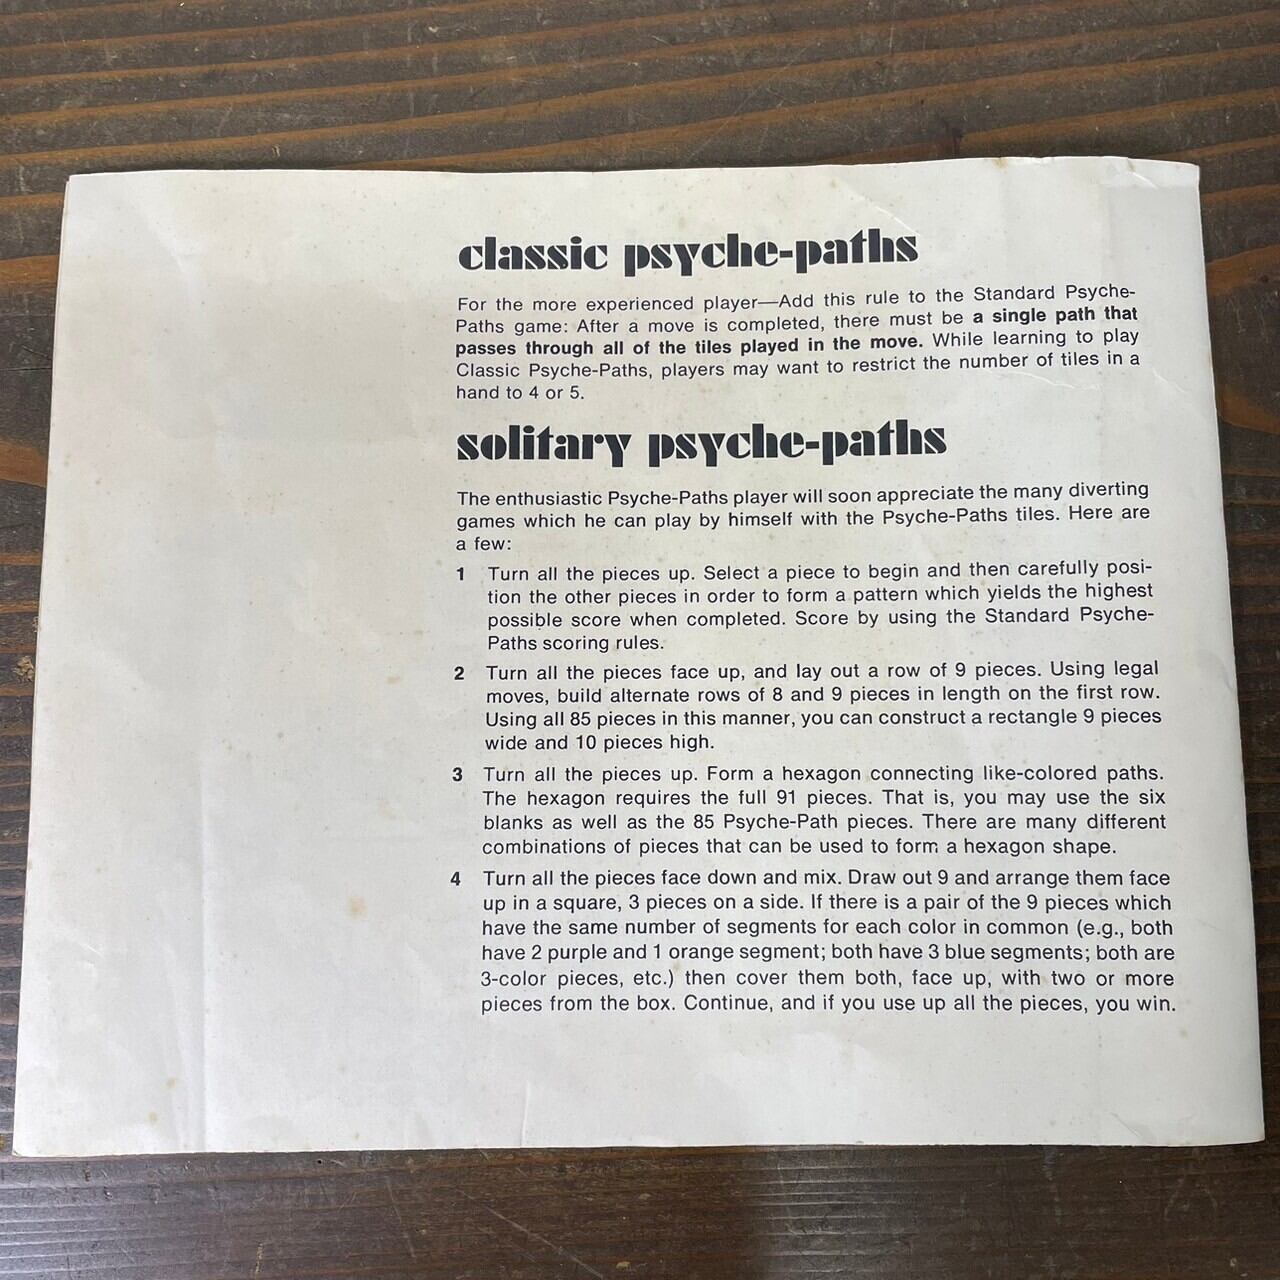 classic psyche-paths
For the more experienced player—Add this rule to the Standard Psyche-
Paths game: After a move is completed, there must be a single path that
passes through all of the tiles played in the move. While learning to play
Classic Psyche-Paths, players may want to restrict the number of tiles in a
hand to 4 or 5.
solitary psyche-paths
The enthusiastic Psyche-Paths player will soon appreciate the many diverting
games which he can play by himself with the Psyche-Paths tiles. Here are
a few:
1 Turn all the pieces up. Select a piece to begin and then carefully posi-
tion the other pieces in order to form a pattern which yields the highest
possible score when completed. Score by using the Standard Psyche-
Paths scoring rules.
2 Turn all the pieces face up, and lay out a row of 9 pieces. Using legal
moves, build alternate rows of 8 and 9 pieces in length on the first row.
Using all 85 pieces in this manner, you can construct a rectangle 9 pieces
wide and 10 pieces high.
3 Turn all the pieces up. Form a hexagon connecting like-colored paths.
The hexagon requires the full 91 pieces. That is, you may use the six
blanks as well as the 85 Psyche-Path pieces. There are many different
combinations of pieces that can be used to form a hexagon shape.
4 Turn all the pieces face down and mix. Draw out 9 and arrange them face
up in a square, 3 pieces on a side. If there is a pair of the 9 pieces which
have the same number of segments for each color in common (e.g., both
have 2 purple and 1 orange segment; both have 3 blue segments; both are
3-color pieces, etc.) then cover them both, face up, with two or more
pieces from the box. Continue, and if you use up all the pieces, you win.